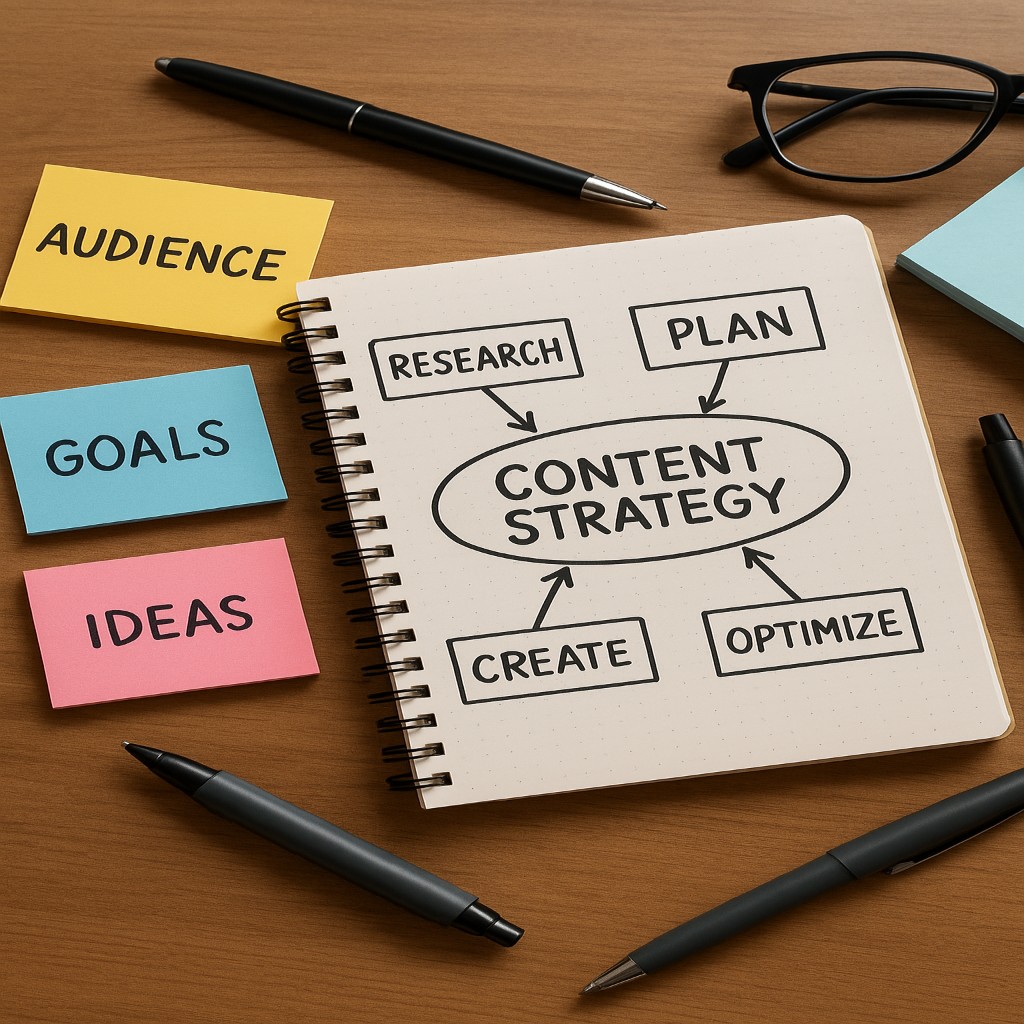 AUDIENCE
GOALS
IDEAS
RESEARCH
PLAN
CONTENT
STRATEGY
CREATE
OPTIMIZE